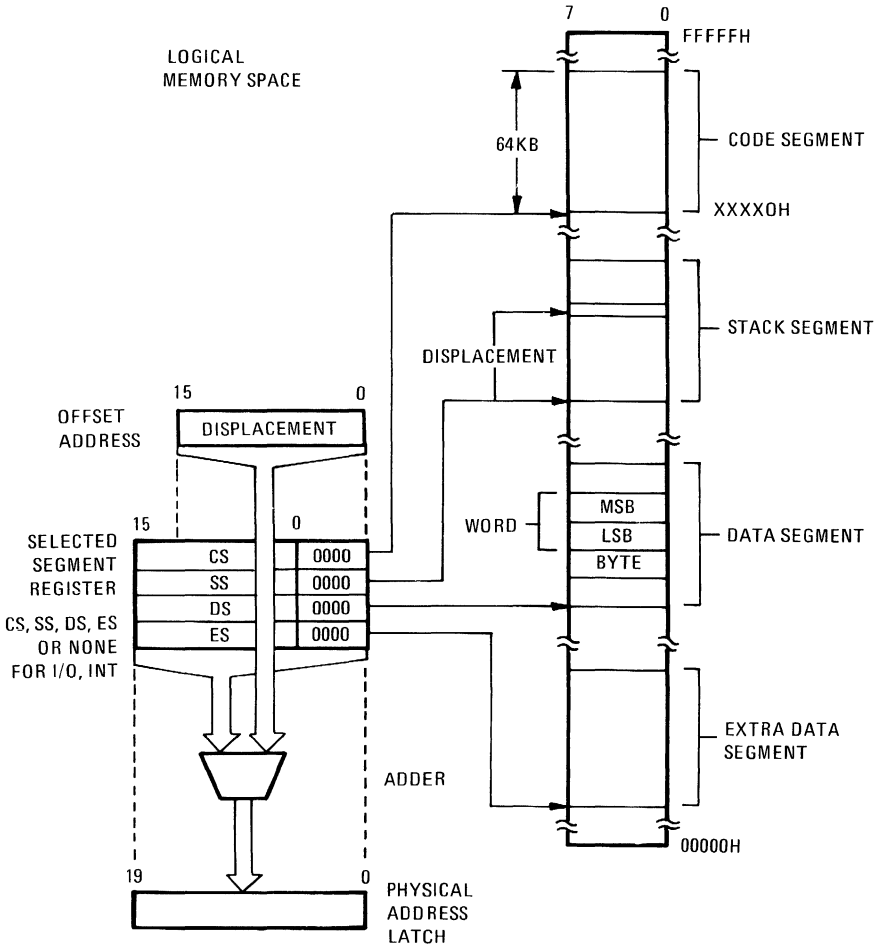 7 0
FFFFFH
LOGICAL
MEMORY SPACE
64KB
CODE SEGMENT
XXXX0H
STACK SEGMENT
DISPLACEMENT
15 0
OFFSET
ADDRESS
DISPLACEMENT
15 0
SELECTED
SEGMENT
REGISTER
CS, SS, DS, ES
OR NONE
FOR I/O, INT
CS 0000
SS 0000
DS 0000
ES 0000
WORD
MSB
LSB
BYTE
DATA SEGMENT
EXTRA DATA
SEGMENT
ADDER
00000H
19 0
PHYSICAL
ADDRESS
LATCH